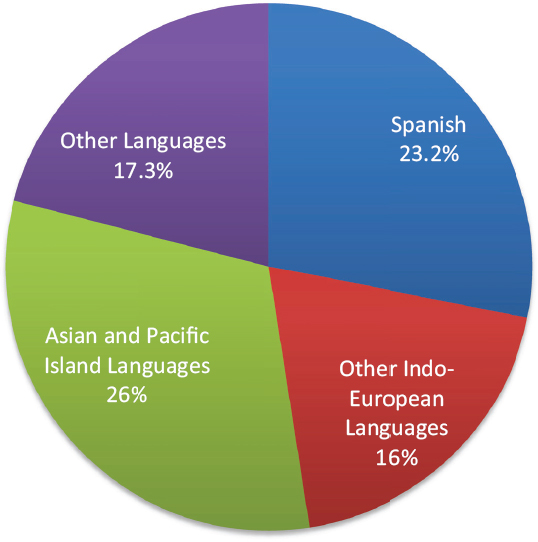 Spanish
23.2%
Other Languages
17.3%
Asian and Pacific
Island Languages
26%
Other Indo-
European
Languages
16%